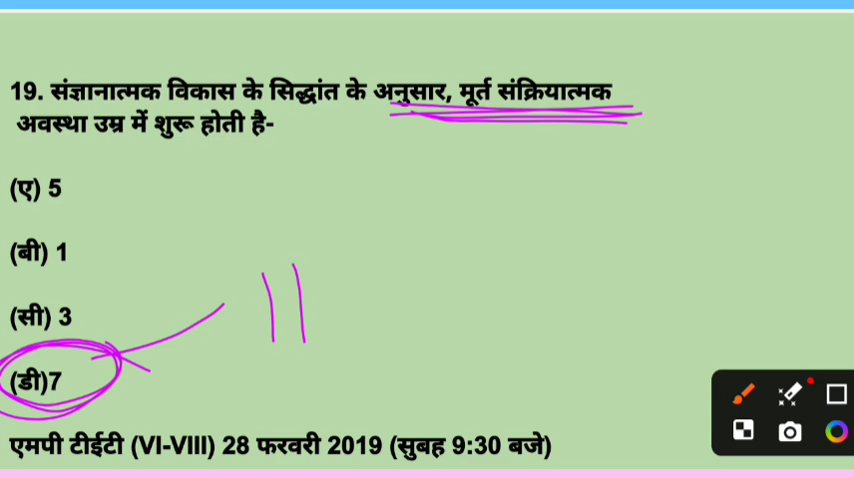 19. संज्ञानात्मक विकास के सिद्धांत के अनुसार, मूर्त संक्रियात्मक
अवस्था उम्र में शुरू होती है-
(ए) 5
(बी) 1
(सी) 3
(डी)7
11
एमपी टीईटी (VI-VIII) 28 फरवरी 2019 (सुबह 9:30 बजे)